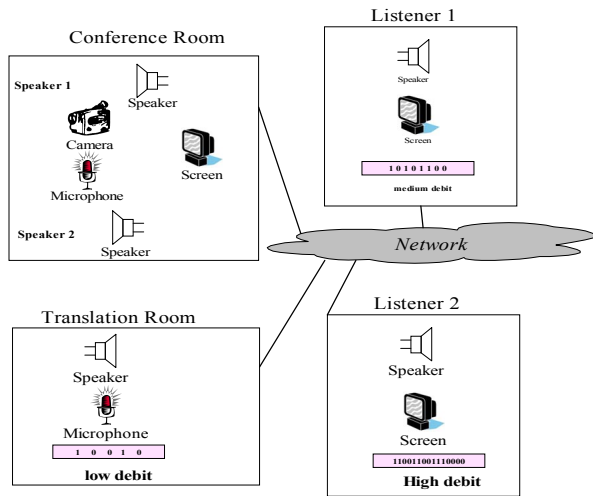 Conference Room
Speaker 1
Speaker
Camera
Screen
Microphone
Speaker 2
Speaker
Listener 1
Speaker
Screen
1 0 1 0 1 1 0 0
medium debit
Network
Translation Room
Speaker
Microphone
1 0 0 1 0
low debit
Listener 2
Speaker
Screen
110011001110000
High debit